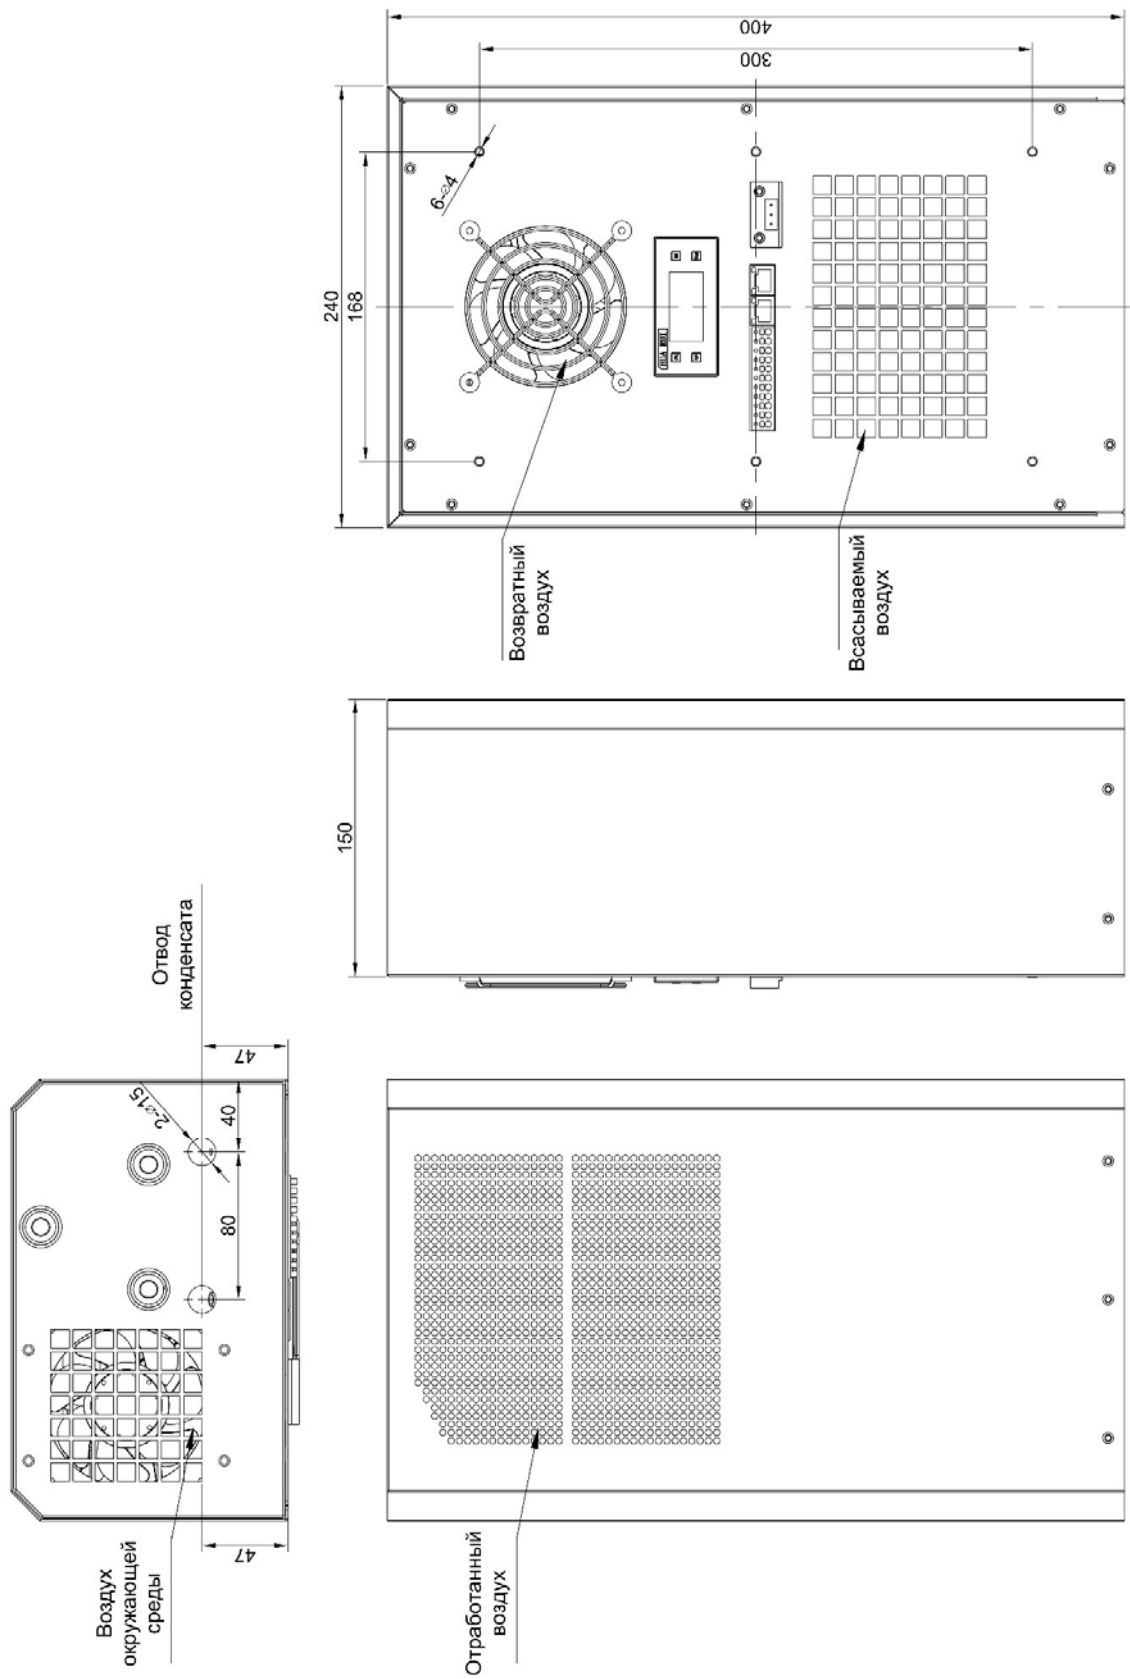 400
300
240
168
6-⌀4
Возвратный
воздух
Всасываемый
воздух
150
Отвод
конденсата
47
2-⌀15
40
80
47
Воздух
окружающей
среды
Отработанный
воздух